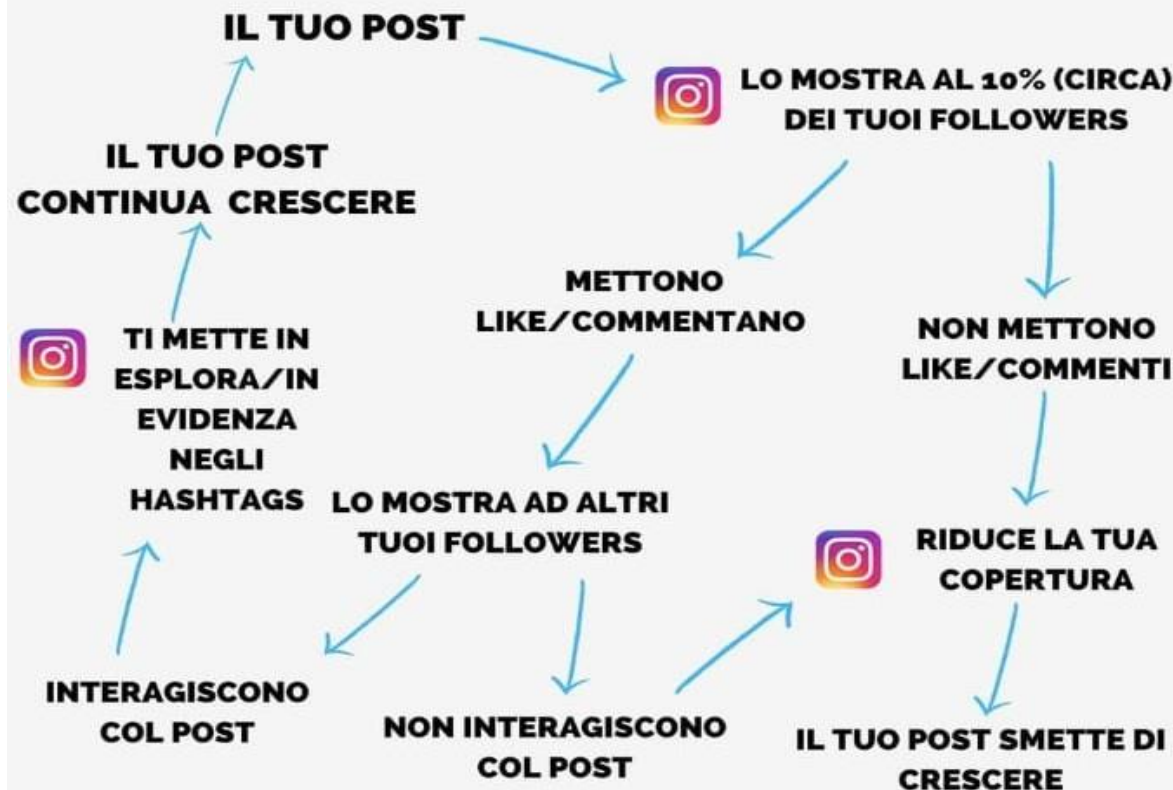 IL TUO POST
LO MOSTRA AL 10% (CIRCA)
DEI TUOI FOLLOWERS
METTONO
LIKE/COMMENTANO
NON METTONO
LIKE/COMMENTI
LO MOSTRA AD ALTRI
TUOI FOLLOWERS
RIDUCE LA TUA
COPERTURA
IL TUO POST SMETTE DI
CRESCERE
NON INTERAGISCONO
COL POST
INTERAGISCONO
COL POST
TI METTE IN
ESPLORA/IN
EVIDENZA
NEGLI
HASHTAGS
IL TUO POST
CONTINUA CRESCERE